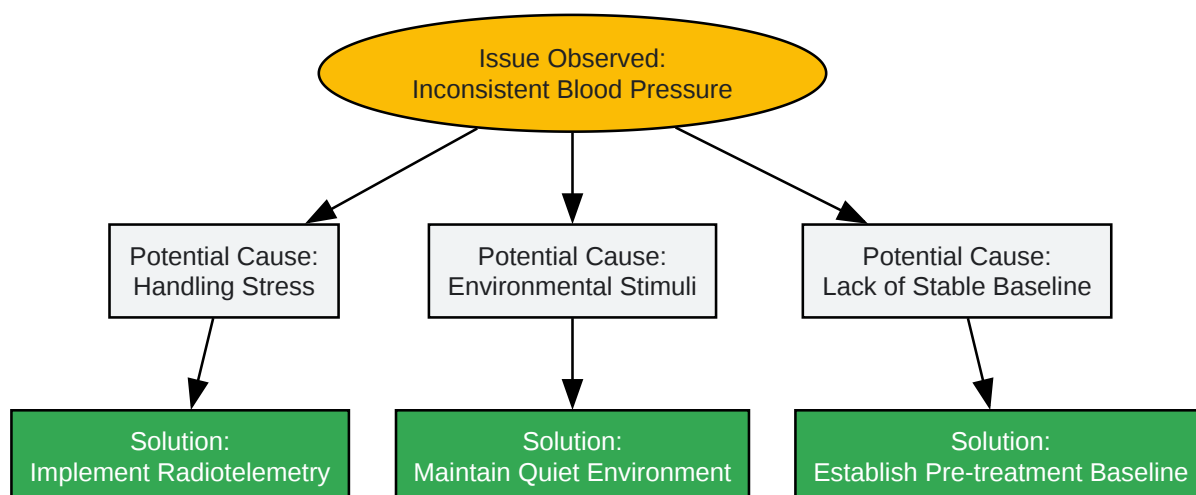 Issue Observed:
Inconsistent Blood Pressure
Potential Cause:
Handling Stress
Potential Cause:
Environmental Stimuli
Potential Cause:
Lack of Stable Baseline
Solution:
Implement Radiotelemetry
Solution:
Maintain Quiet Environment
Solution:
Establish Pre-treatment Baseline